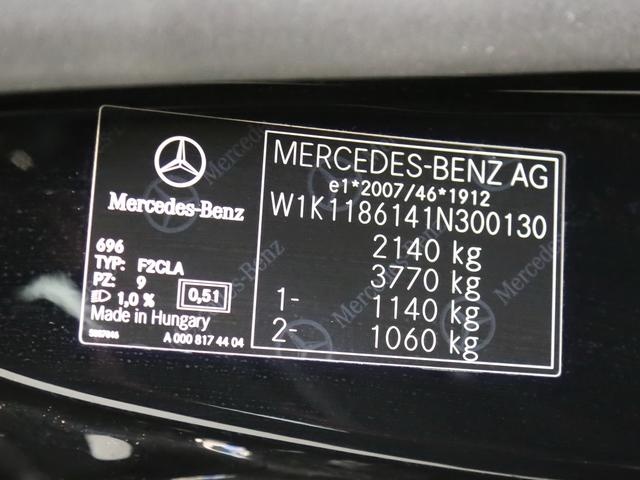 Mercedes-Benz
696
TYP: F2CLA
PZ: 9
1,0 % 0,51
Made in Hungary
A 000 817 44 04
MERCEDES-BENZ AG
e1*2007/46*1912
W1K1186141N300130
2140 kg
3770 kg
1- 1140 kg
2- 1060 kg